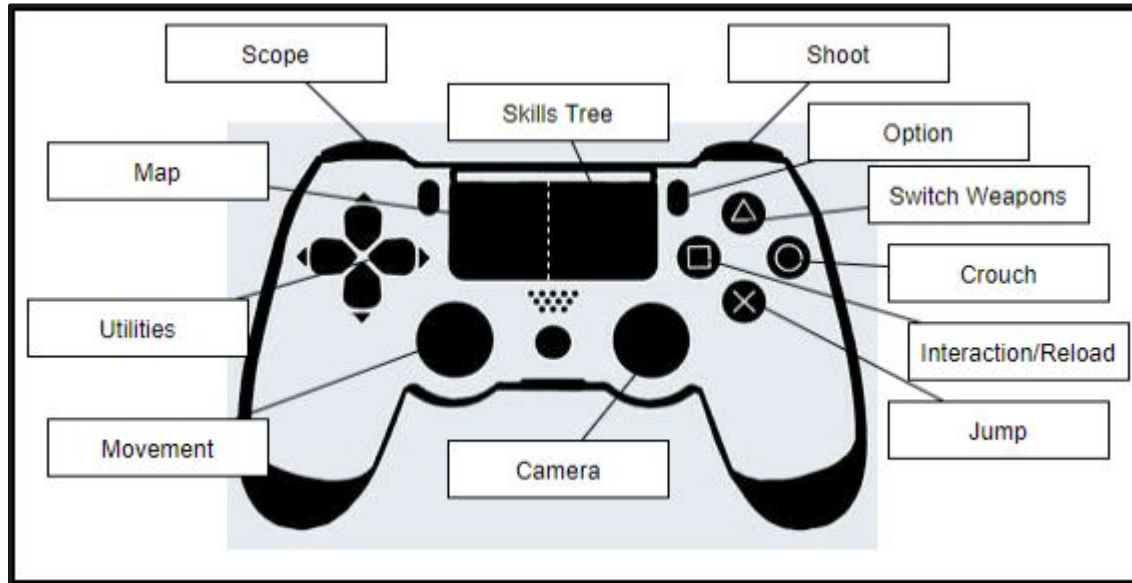 Scope
Shoot
Skills Tree
Option
Map
Switch Weapons
Crouch
Utilities
Interaction/Reload
Movement
Jump
Camera